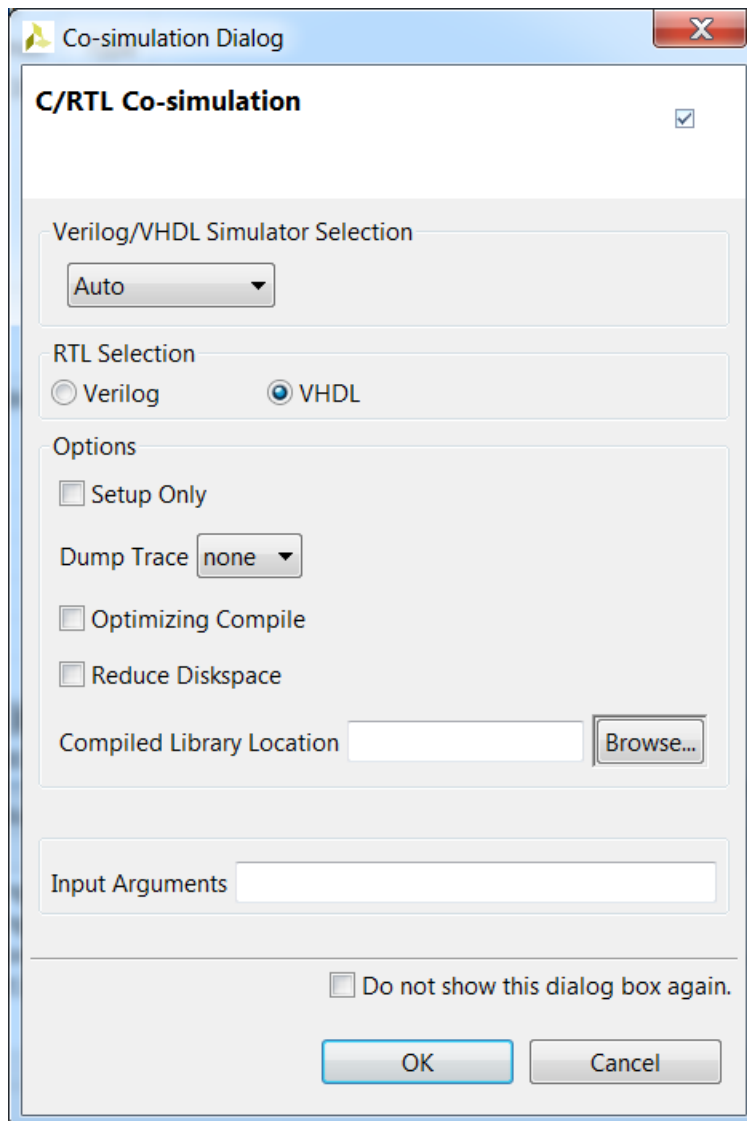 Co-simulation Dialog
C/RTL Co-simulation
Verilog/VHDL Simulator Selection
Auto
RTL Selection
Verilog VHDL
Options
Setup Only
Dump Trace none
Optimizing Compile
Reduce Diskspace
Compiled Library Location Browse...
Input Arguments
Do not show this dialog box again.
OK Cancel